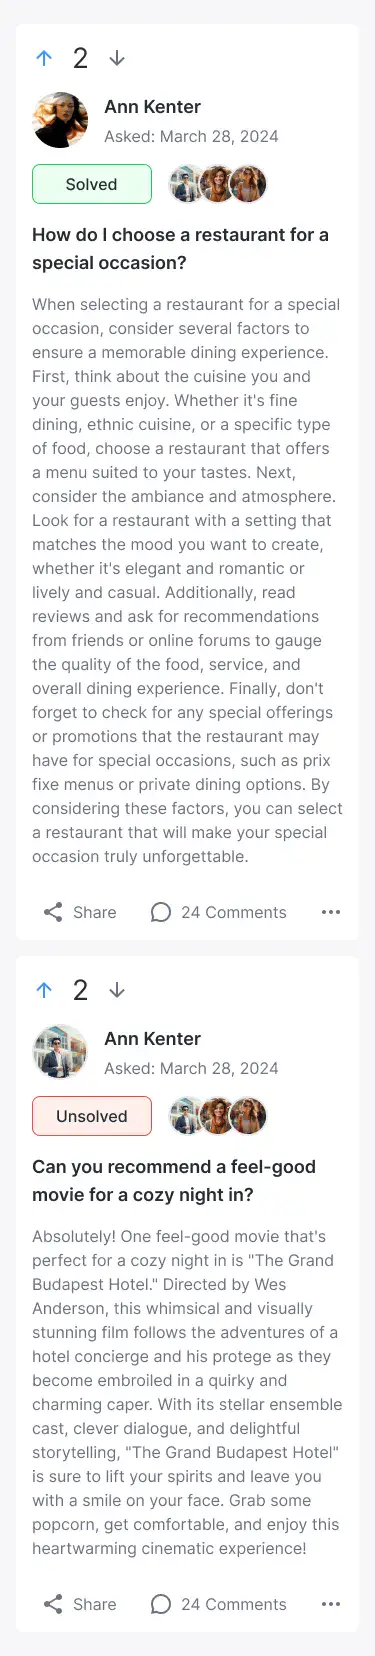 2
Ann Kenter
Asked: March 28, 2024
Solved
How do I choose a restaurant for a
special occasion?
When selecting a restaurant for a special
occasion, consider several factors to
ensure a memorable dining experience.
First, think about the cuisine you and
your guests enjoy. Whether it's fine
dining, ethnic cuisine, or a specific type
of food, choose a restaurant that offers
a menu suited to your tastes. Next,
consider the ambiance and atmosphere.
Look for a restaurant with a setting that
matches the mood you want to create,
whether it's elegant and romantic or
lively and casual. Additionally, read
reviews and ask for recommendations
from friends or online forums to gauge
the quality of the food, service, and
overall dining experience. Finally, don't
forget to check for any special offerings
or promotions that the restaurant may
have for special occasions, such as prix
fixe menus or private dining options. By
considering these factors, you can select
a restaurant that will make your special
occasion truly unforgettable.
Share 24 Comments
2
Ann Kenter
Asked: March 28, 2024
Unsolved
Can you recommend a feel-good
movie for a cozy night in?
Absolutely! One feel-good movie that's
perfect for a cozy night in is "The Grand
Budapest Hotel." Directed by Wes
Anderson, this whimsical and visually
stunning film follows the adventures of a
hotel concierge and his protege as they
become embroiled in a quirky and
charming caper. With its stellar ensemble
cast, clever dialogue, and delightful
storytelling, "The Grand Budapest Hotel"
is sure to lift your spirits and leave you
with a smile on your face. Grab some
popcorn, get comfortable, and enjoy this
heartwarming cinematic experience!
Share 24 Comments